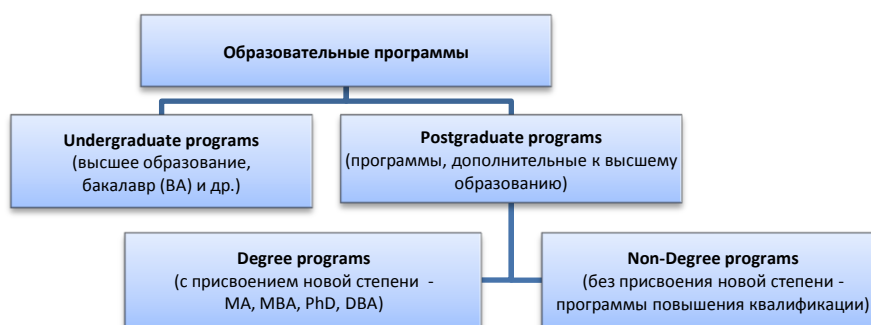 Образовательные программы
Undergraduate programs
(высшее образование,
бакалавр (BA) и др.)
Postgraduate programs
(программы, дополнительные к высшему
образованию)
Degree programs
(с присвоением новой степени -
MA, MBA, PhD, DBA)
Non-Degree programs
(без присвоения новой степени -
программы повышения квалификации)